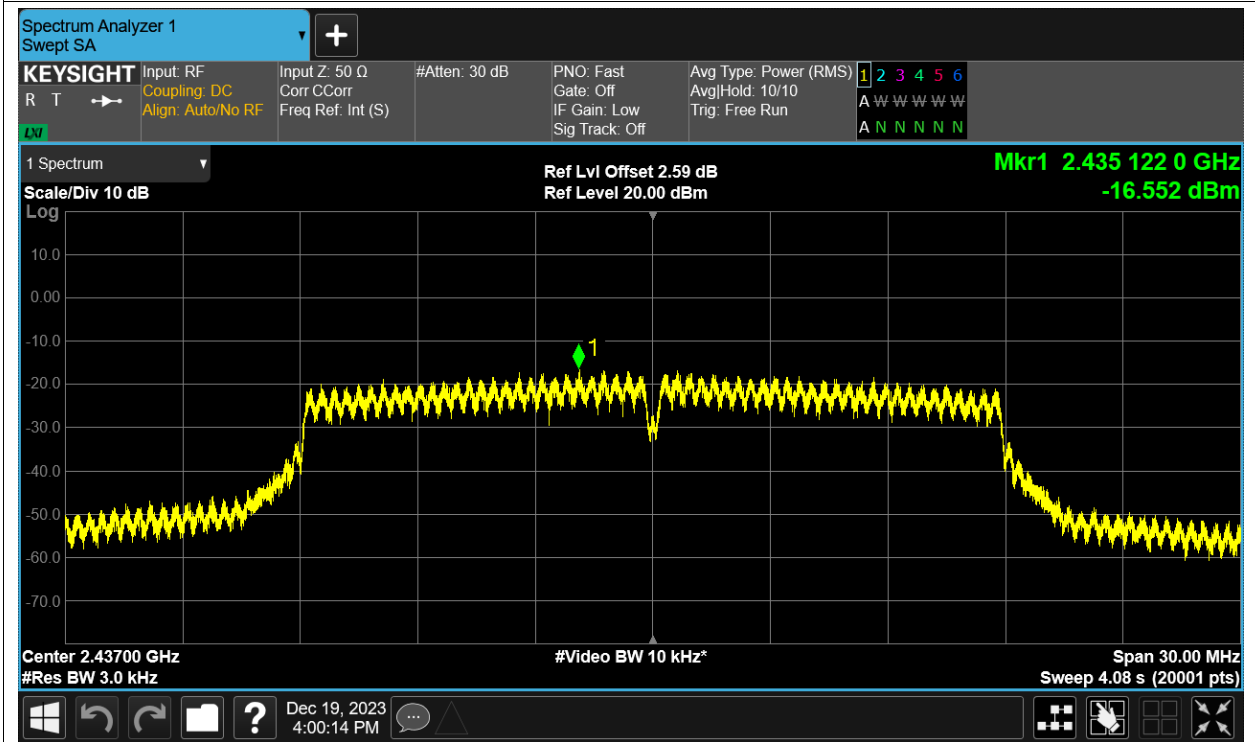 Spectrum Analyzer 1
Swept SA
+
KEYSIGHT
R T
LXI
Input: RF
Coupling: DC
Align: Auto/No RF
Input Z: 50 Ω
Corr CCorr
Freq Ref: Int (S)
#Atten: 30 dB
PNO: Fast
Gate: Off
IF Gain: Low
Sig Track: Off
Avg Type: Power (RMS)
Avg|Hold: 10/10
Trig: Free Run
1 2 3 4 5 6
A W W W W W
A N N N N N
1 Spectrum
Scale/Div 10 dB
Log
Ref Lvl Offset 2.59 dB
Ref Level 20.00 dBm
Mkr1 2.435 122 0 GHz
-16.552 dBm
10.0
0.00
-10.0
-20.0
-30.0
-40.0
-50.0
-60.0
-70.0
1
Center 2.43700 GHz
#Res BW 3.0 kHz
#Video BW 10 kHz*
Span 30.00 MHz
Sweep 4.08 s (20001 pts)
?
Dec 19, 2023
4:00:14 PM